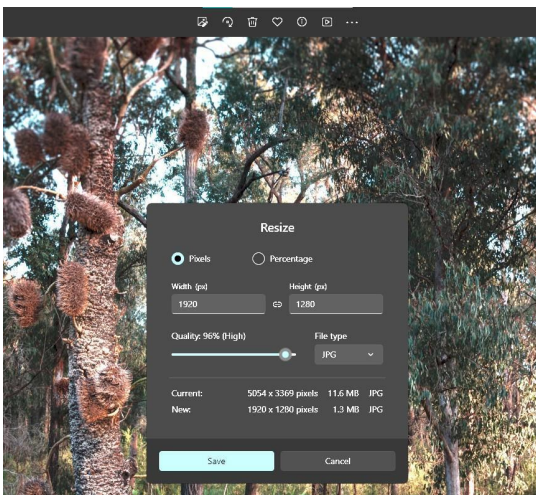 Resize
Pixels Percentage
Width (px) Height (px)
1920 1280
Quality: 96% (High) File type
JPG
Current: 5054 x 3369 pixels 11.6 MB JPG
New: 1920 x 1280 pixels 1.3 MB JPG
Save Cancel